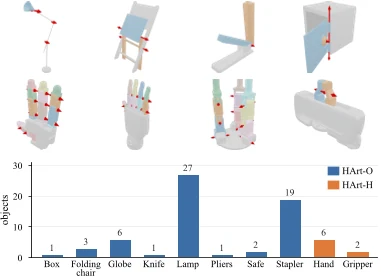 30
20
10
0
objects
1
3
6
1
27
1
2
19
6
2
HArt-O
HArt-H
Box
Folding
chair
Globe
Knife
Lamp
Pliers
Safe
Stapler
Hand
Gripper